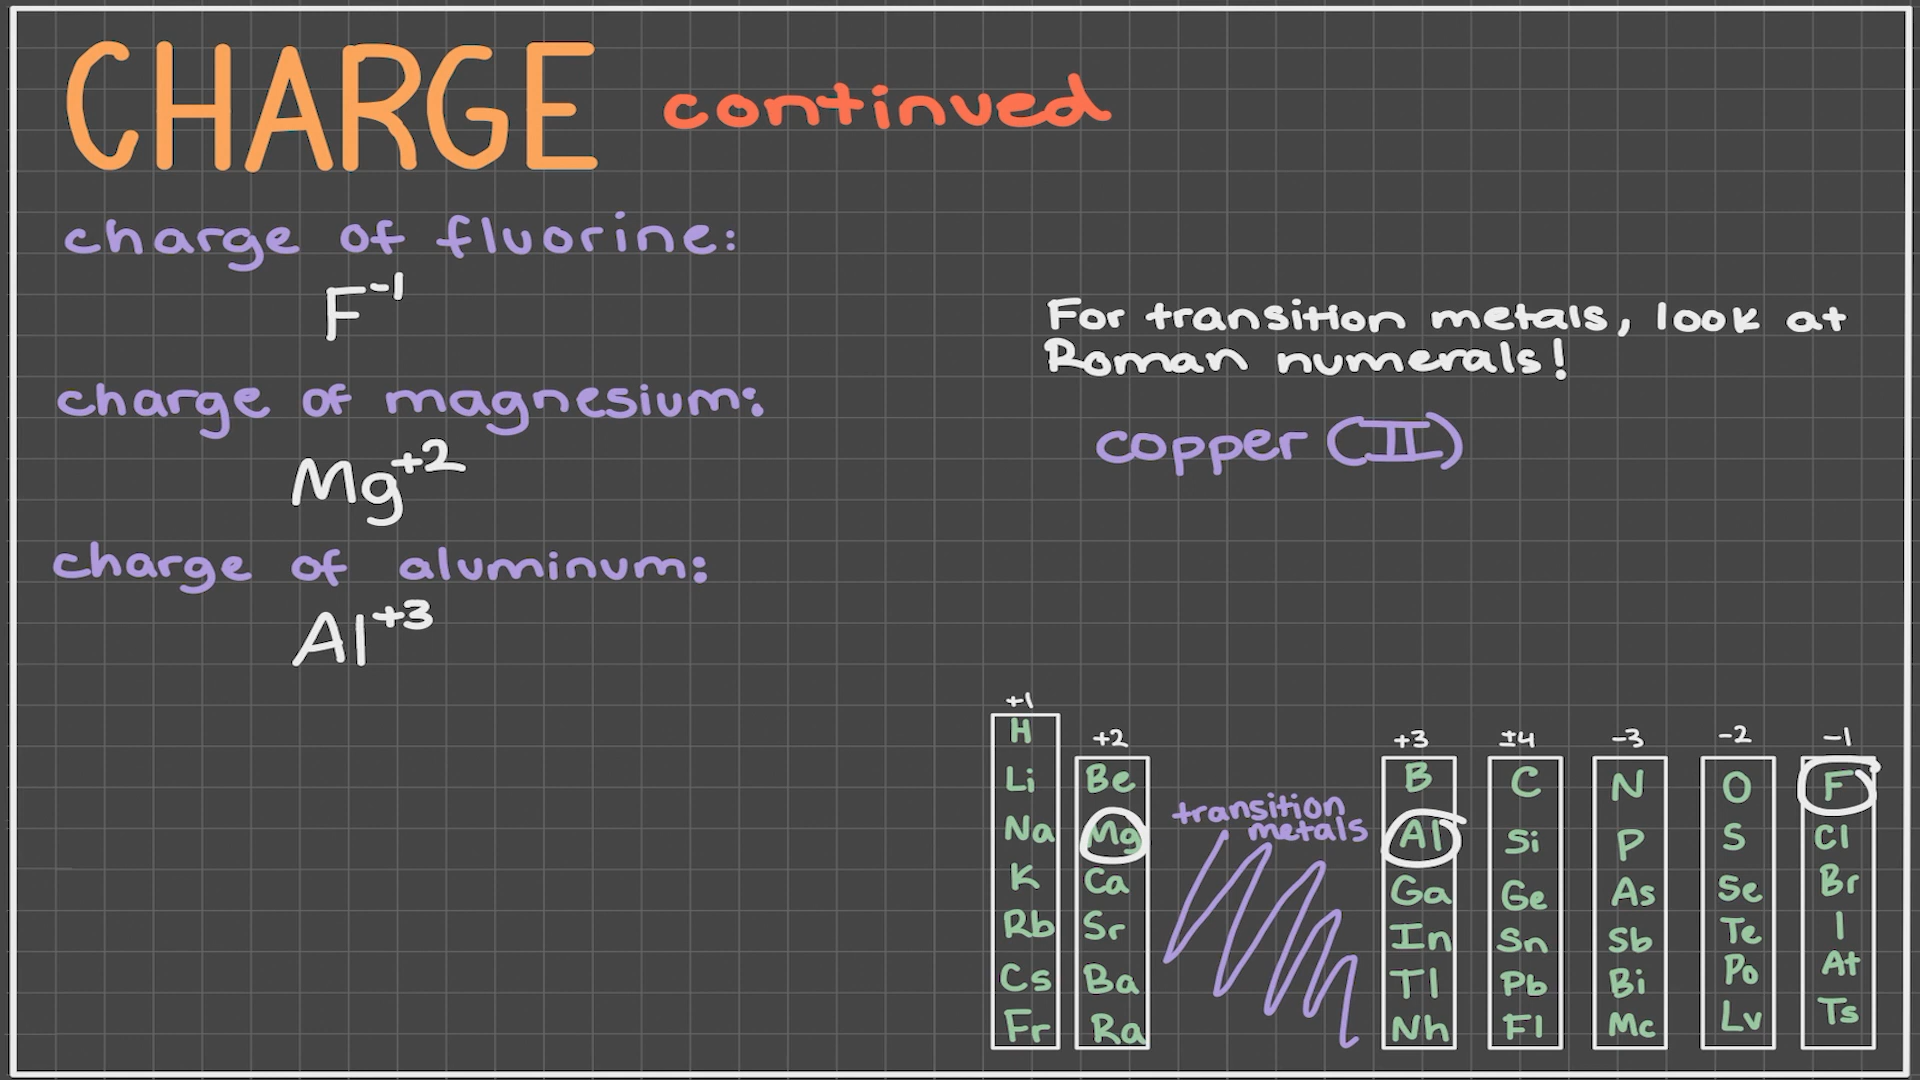 CHARGE continued
charge of fluorine:
F⁻¹
charge of magnesium:
Mg⁺²
charge of aluminum:
Al⁺³
For transition metals, look at
Roman numerals!
copper (II)
+1
H
Li
Na
K
Rb
Cs
Fr
+2
Be
Mg
Ca
Sr
Ba
Ra
transition
metals
+3
B
Al
Ga
In
Tl
Nh
±4
C
Si
Ge
Sn
Pb
Fl
-3
N
P
As
Sb
Bi
Mc
-2
O
S
Se
Te
Po
Lv
-1
F
Cl
Br
I
At
Ts